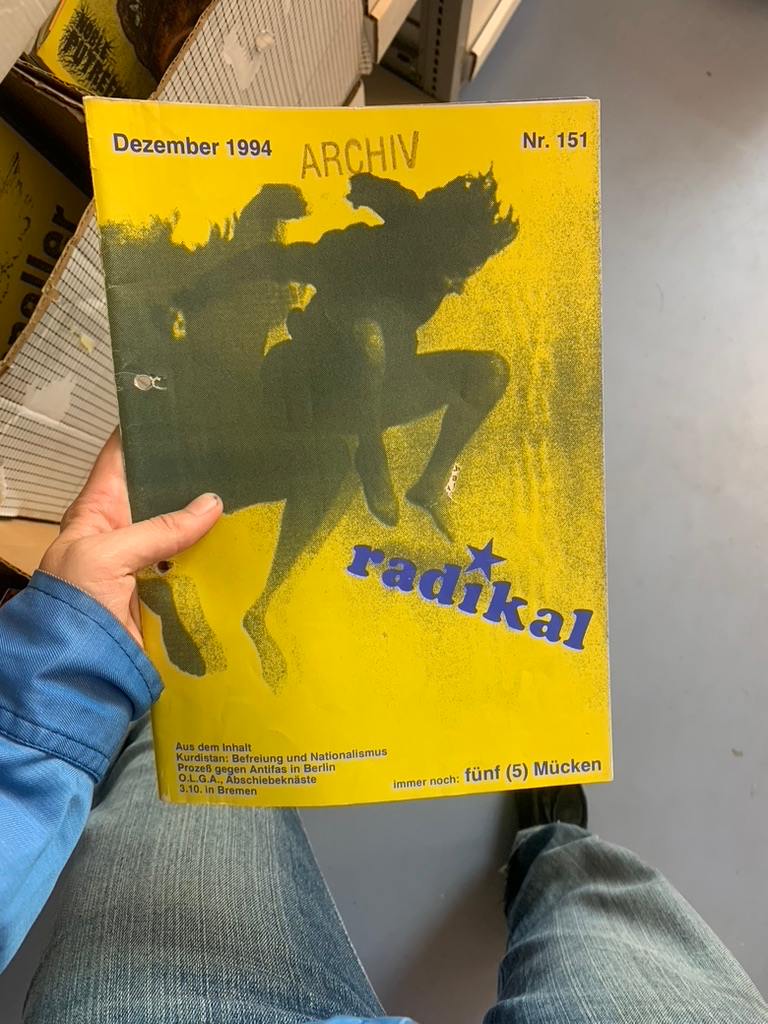 Dezember 1994
ARCHIV
Nr. 151
radikal
Aus dem Inhalt
Kurdistan: Befreiung und Nationalismus
Prozeß gegen Antifas in Berlin
O.L.G.A., Abschiebeknäste
3.10. in Bremen
immer noch: fünf (5) Mücken